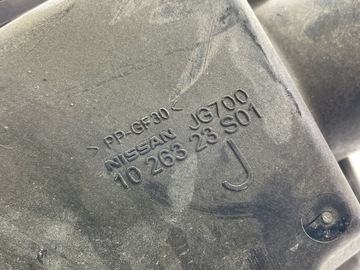 >PP-GF30<
NISSAN JG700
10 263 23 S01
J